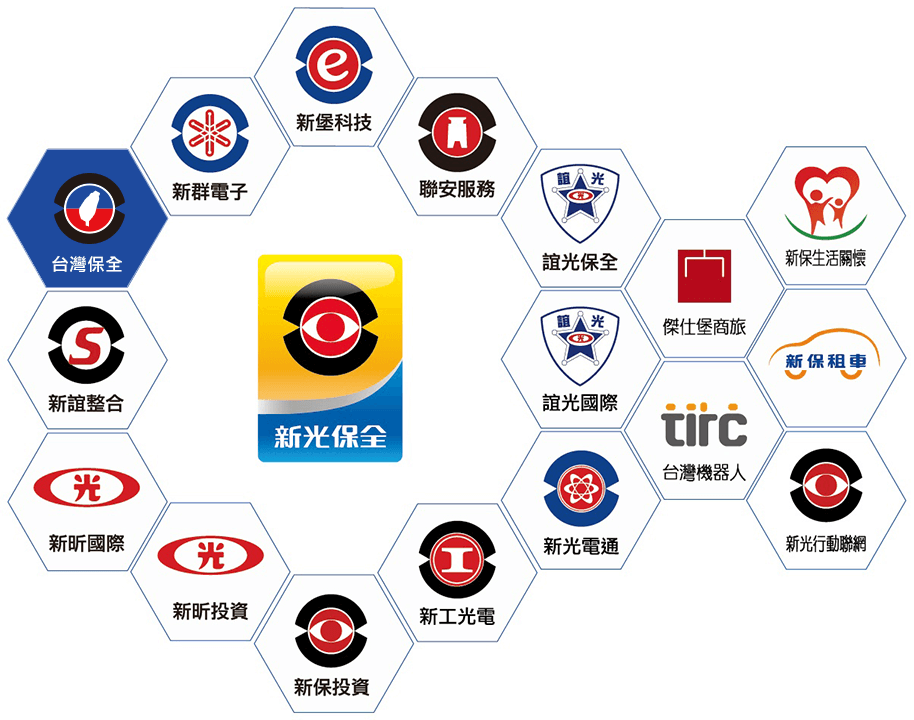 e
新堡科技
新群電子
聯安服務
台灣保全
誼光
誼光保全
新保生活關懷
傑仕堡商旅
S
新誼整合
新光保全
誼光
誼光國際
新保租車
tirc
台灣機器人
光
新昕國際
新光電通
新光行動聯網
光
新昕投資
工
新工光電
新保投資